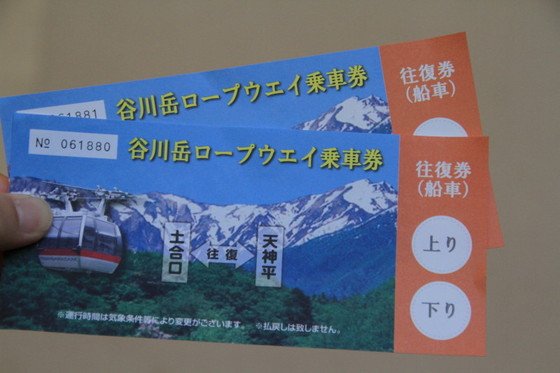 061881
谷川岳ロープウエイ乗車券
往復券
(船車)
№ 061880
谷川岳ロープウエイ乗車券
往復券
(船車)
土合口
往復
天神平
上り
下り
※運行時間は気象条件等により変更がございます。 ※払戻しは致しません。